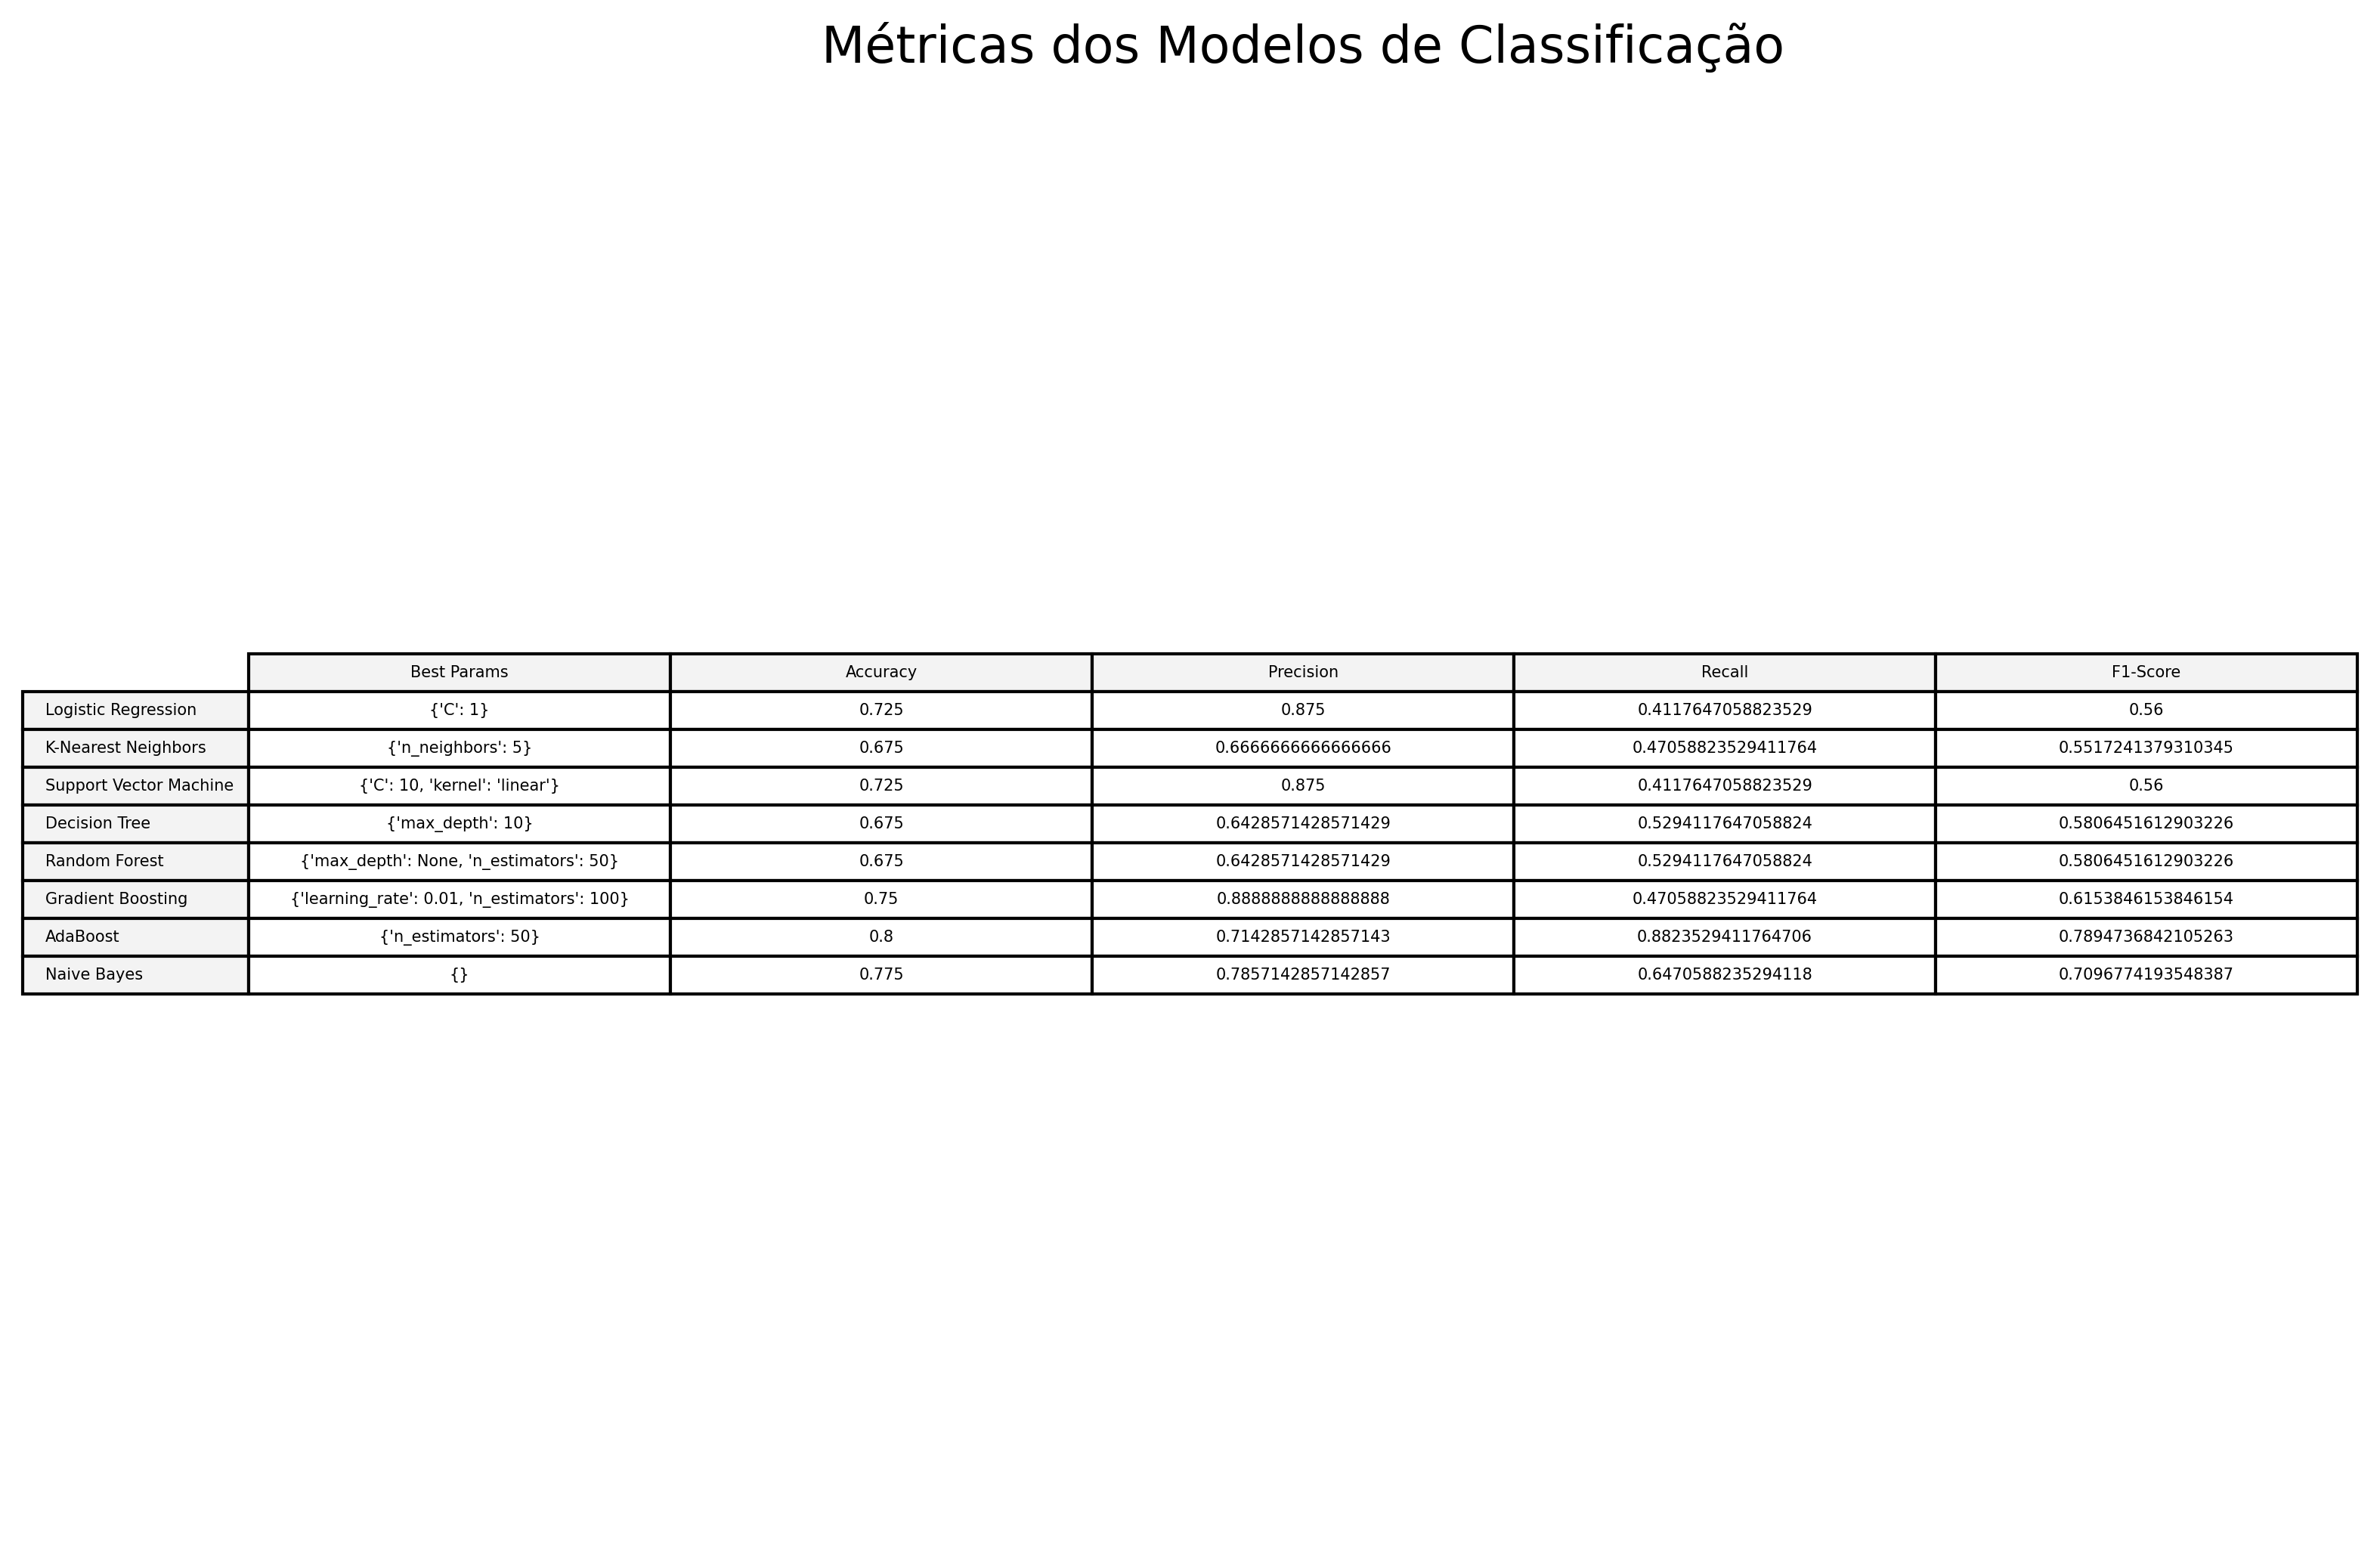 Métricas dos Modelos de Classificação
Best Params Accuracy Precision Recall F1-Score
Logistic Regression {'C': 1} 0.725 0.875 0.4117647058823529 0.56
K-Nearest Neighbors {'n_neighbors': 5} 0.675 0.6666666666666666 0.47058823529411764 0.5517241379310345
Support Vector Machine {'C': 10, 'kernel': 'linear'} 0.725 0.875 0.4117647058823529 0.56
Decision Tree {'max_depth': 10} 0.675 0.6428571428571429 0.5294117647058824 0.5806451612903226
Random Forest {'max_depth': None, 'n_estimators': 50} 0.675 0.6428571428571429 0.5294117647058824 0.5806451612903226
Gradient Boosting {'learning_rate': 0.01, 'n_estimators': 100} 0.75 0.8888888888888888 0.47058823529411764 0.6153846153846154
AdaBoost {'n_estimators': 50} 0.8 0.7142857142857143 0.8823529411764706 0.7894736842105263
Naive Bayes {} 0.775 0.7857142857142857 0.6470588235294118 0.7096774193548387